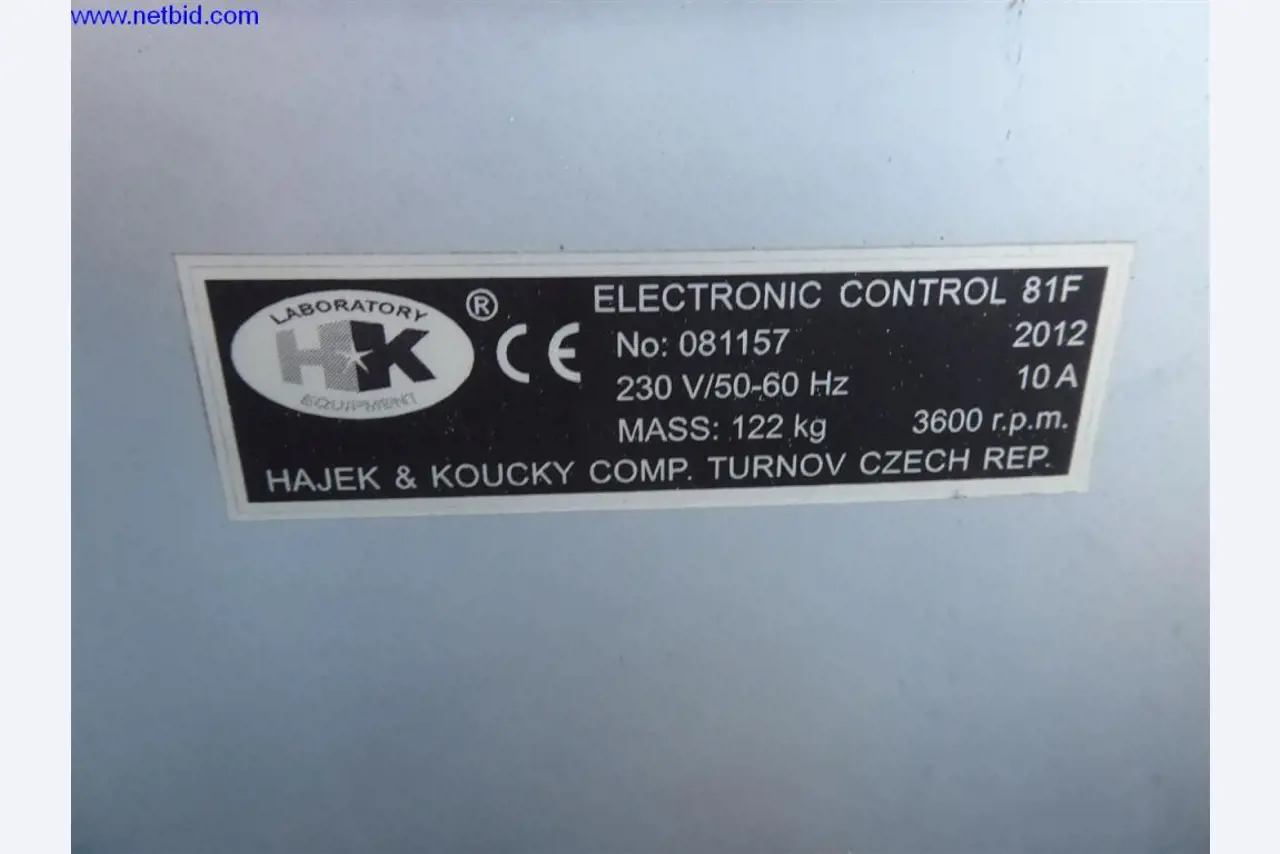 www.netbid.com
LABORATORY
HK
EQUIPMENT
®
CE
ELECTRONIC CONTROL 81F
No: 081157 2012
230 V/50-60 Hz 10 A
MASS: 122 kg 3600 r.p.m.
HAJEK & KOUCKY COMP. TURNOV CZECH REP.